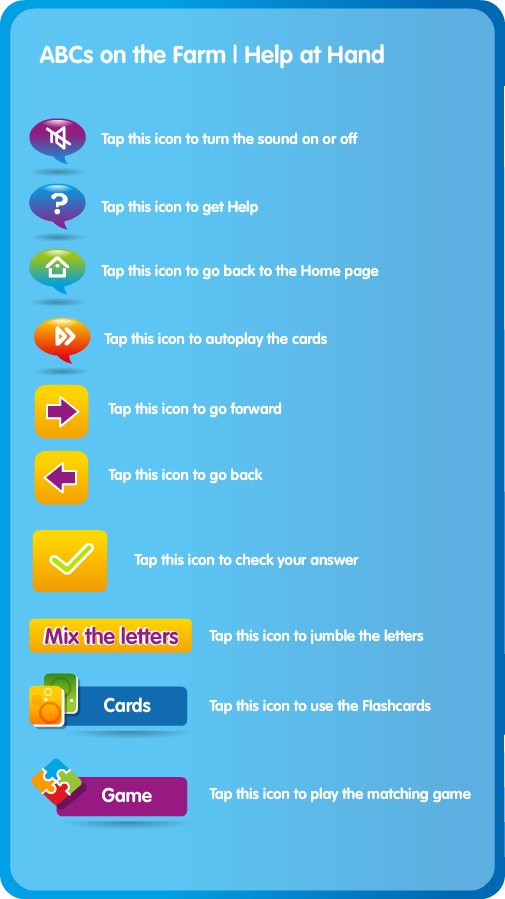 ABCs on the Farm | Help at Hand
Tap this icon to turn the sound on or off
?
Tap this icon to get Help
Tap this icon to go back to the Home page
Tap this icon to autoplay the cards
Tap this icon to go forward
Tap this icon to go back
Tap this icon to check your answer
Mix the letters Tap this icon to jumble the letters
Cards Tap this icon to use the Flashcards
Game Tap this icon to play the matching game